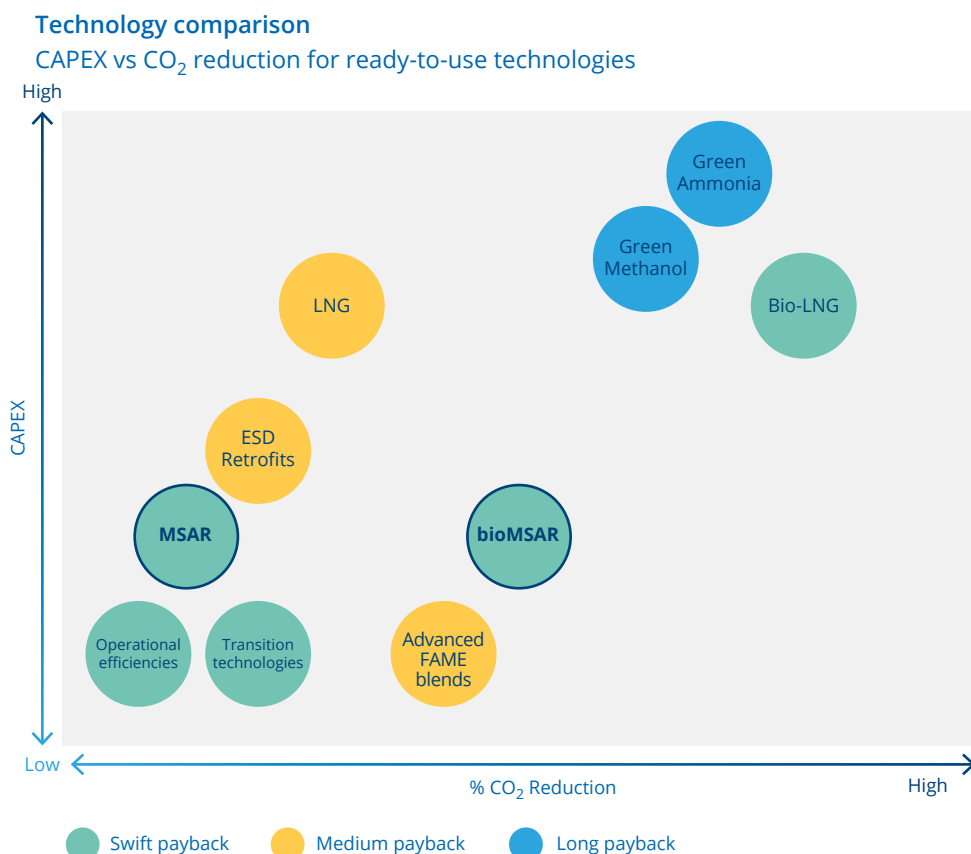 Technology comparison
CAPEX vs CO₂ reduction for ready-to-use technologies
High
Green
Ammonia
Green
Methanol
LNG
Bio-LNG
CAPEX
ESD
Retrofits
MSAR
bioMSAR
Operational
efficiencies
Transition
technologies
Advanced
FAME
blends
Low
% CO₂ Reduction
High
Swift payback
Medium payback
Long payback